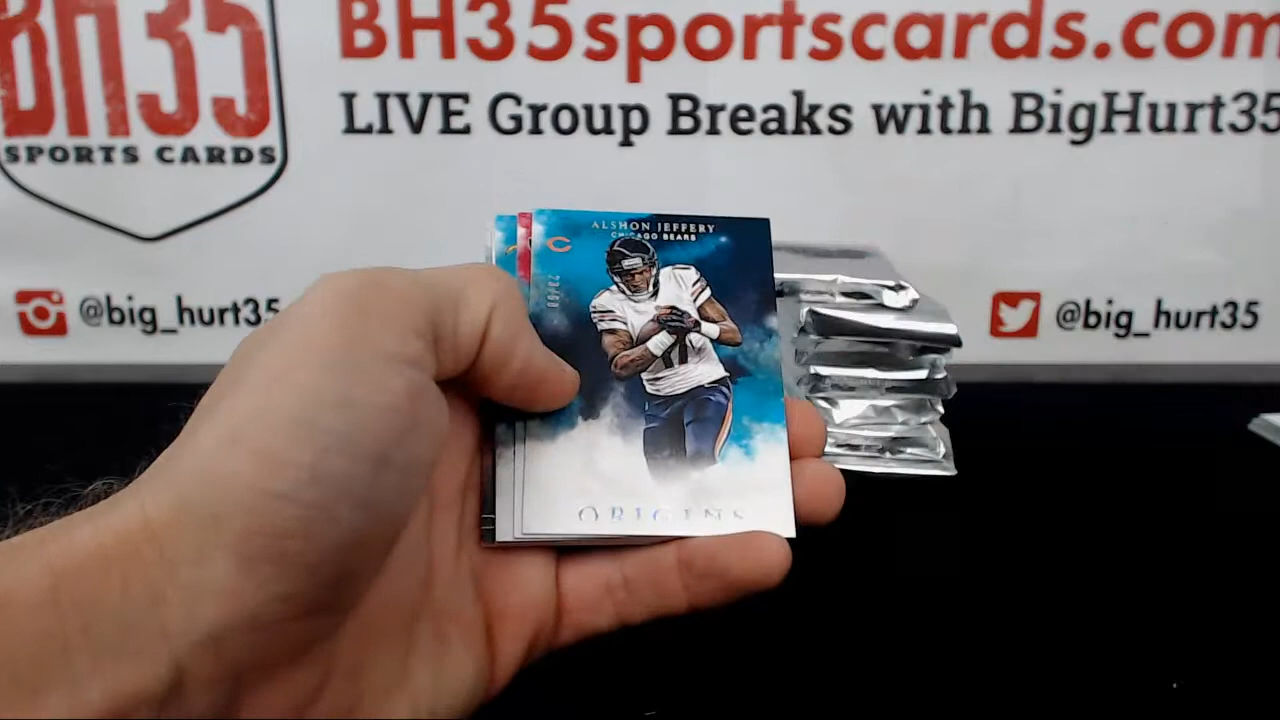 BH35
SPORTS CARDS
BH35sportscards.com
LIVE Group Breaks with BigHurt35
@big_hurt35
@big_hurt35
ALSHON JEFFERY
CHICAGO BEARS
ORIGINS